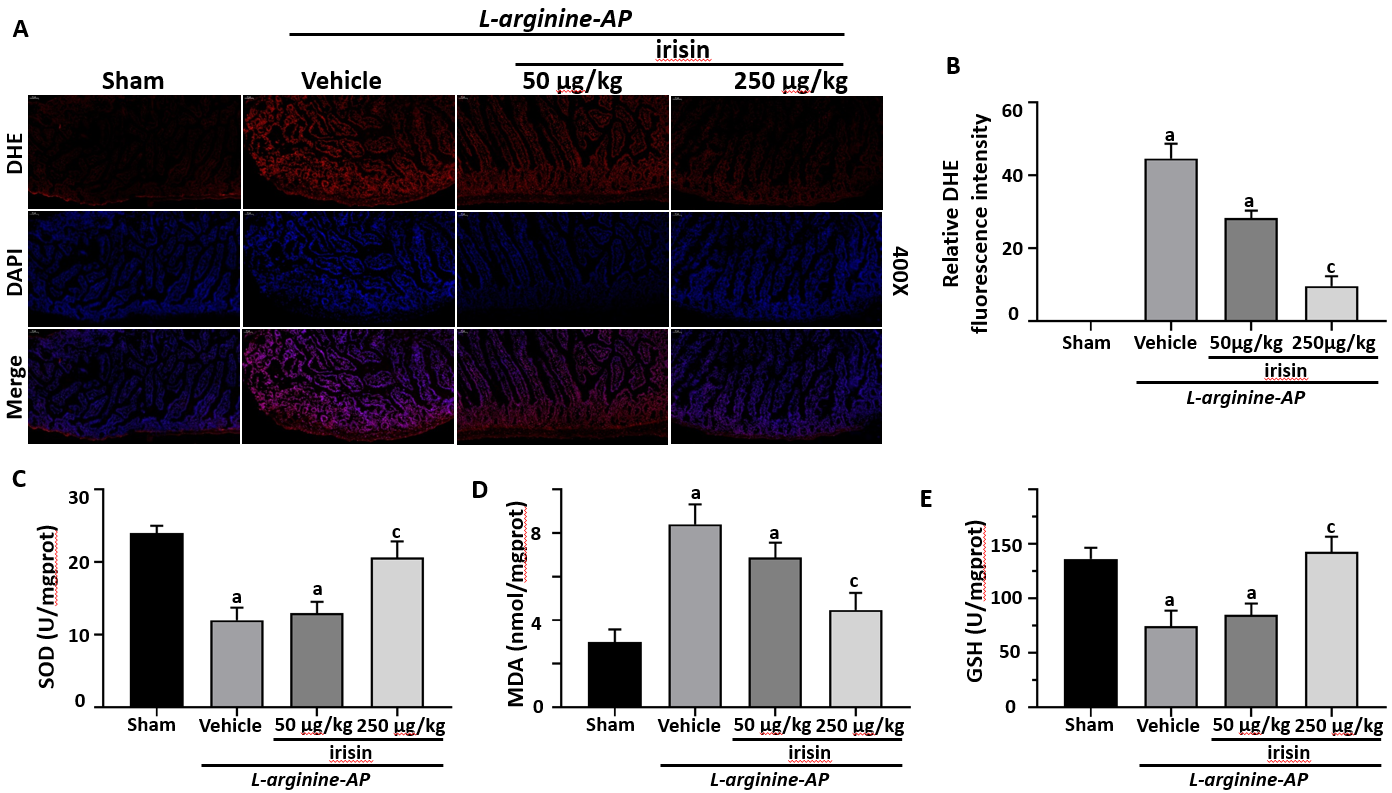 A
L-arginine-AP
irisin
Sham
Vehicle
50 µg/kg
250 µg/kg
DHE
DAPI
Merge
400X
B
Relative DHE
fluorescence intensity
60
40
20
0
a
a
c
Sham
Vehicle
50µg/kg
250µg/kg
irisin
L-arginine-AP
C
SOD (U/mgprot)
30
20
10
0
a
a
c
Sham
Vehicle
50 µg/kg
250 µg/kg
irisin
L-arginine-AP
D
MDA (nmol/mgprot)
8
4
0
a
a
c
Sham
Vehicle
50 µg/kg
250 µg/kg
irisin
L-arginine-AP
E
GSH (U/mgprot)
150
100
50
0
a
a
c
Sham
Vehicle
50 µg/kg
250 µg/kg
irisin
L-arginine-AP